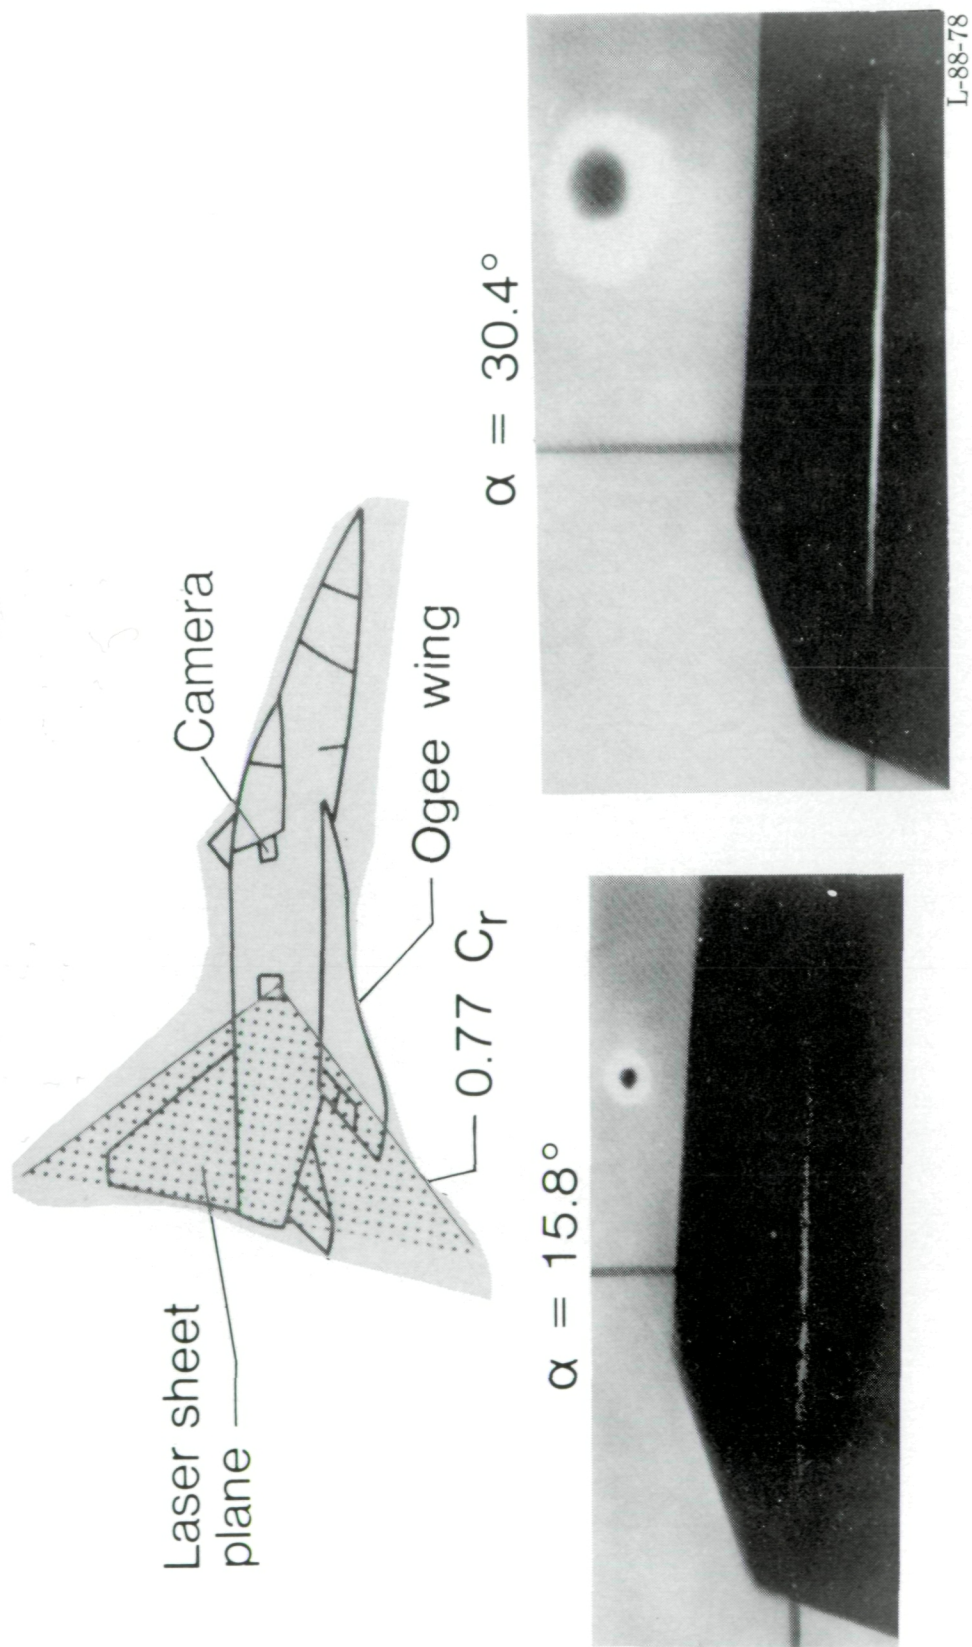 Laser sheet
plane
Camera
Ogee wing
0.77 Cr
α = 15.8°
α = 30.4°
L-88-78